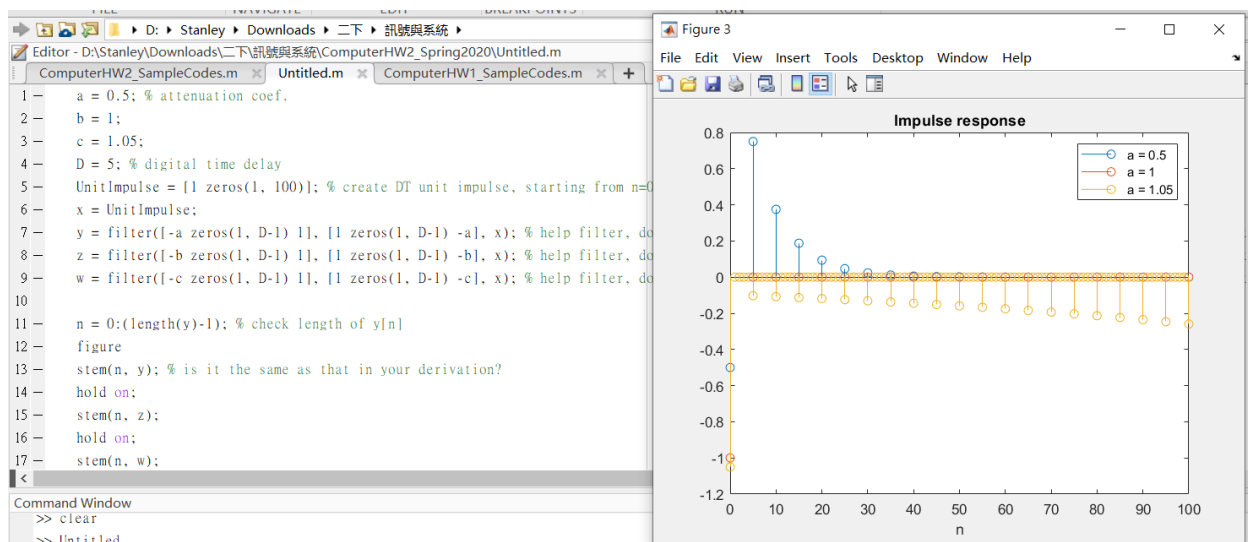 FILE NAVIGATE EDIT BREAKPOINTS RUN
D: ▸ Stanley ▸ Downloads ▸ 二下 ▸ 訊號與系統 ▸
Editor - D:\Stanley\Downloads\二下\訊號與系統\ComputerHW2_Spring2020\Untitled.m
ComputerHW2_SampleCodes.m Untitled.m ComputerHW1_SampleCodes.m +
1 – a = 0.5; % attenuation coef.
2 – b = 1;
3 – c = 1.05;
4 – D = 5; % digital time delay
5 – UnitImpulse = [1 zeros(1, 100)]; % create DT unit impulse, starting from n=0
6 – x = UnitImpulse;
7 – y = filter([-a zeros(1, D-1) 1], [1 zeros(1, D-1) -a], x); % help filter, do
8 – z = filter([-b zeros(1, D-1) 1], [1 zeros(1, D-1) -b], x); % help filter, do
9 – w = filter([-c zeros(1, D-1) 1], [1 zeros(1, D-1) -c], x); % help filter, do
10
11 – n = 0:(length(y)-1); % check length of y[n]
12 – figure
13 – stem(n, y); % is it the same as that in your derivation?
14 – hold on;
15 – stem(n, z);
16 – hold on;
17 – stem(n, w);
Command Window
>> clear
>> Untitled
Figure 3
File Edit View Insert Tools Desktop Window Help
Impulse response
a = 0.5
a = 1
a = 1.05
0.8
0.6
0.4
0.2
0
-0.2
-0.4
-0.6
-0.8
-1
-1.2
0 10 20 30 40 50 60 70 80 90 100
n